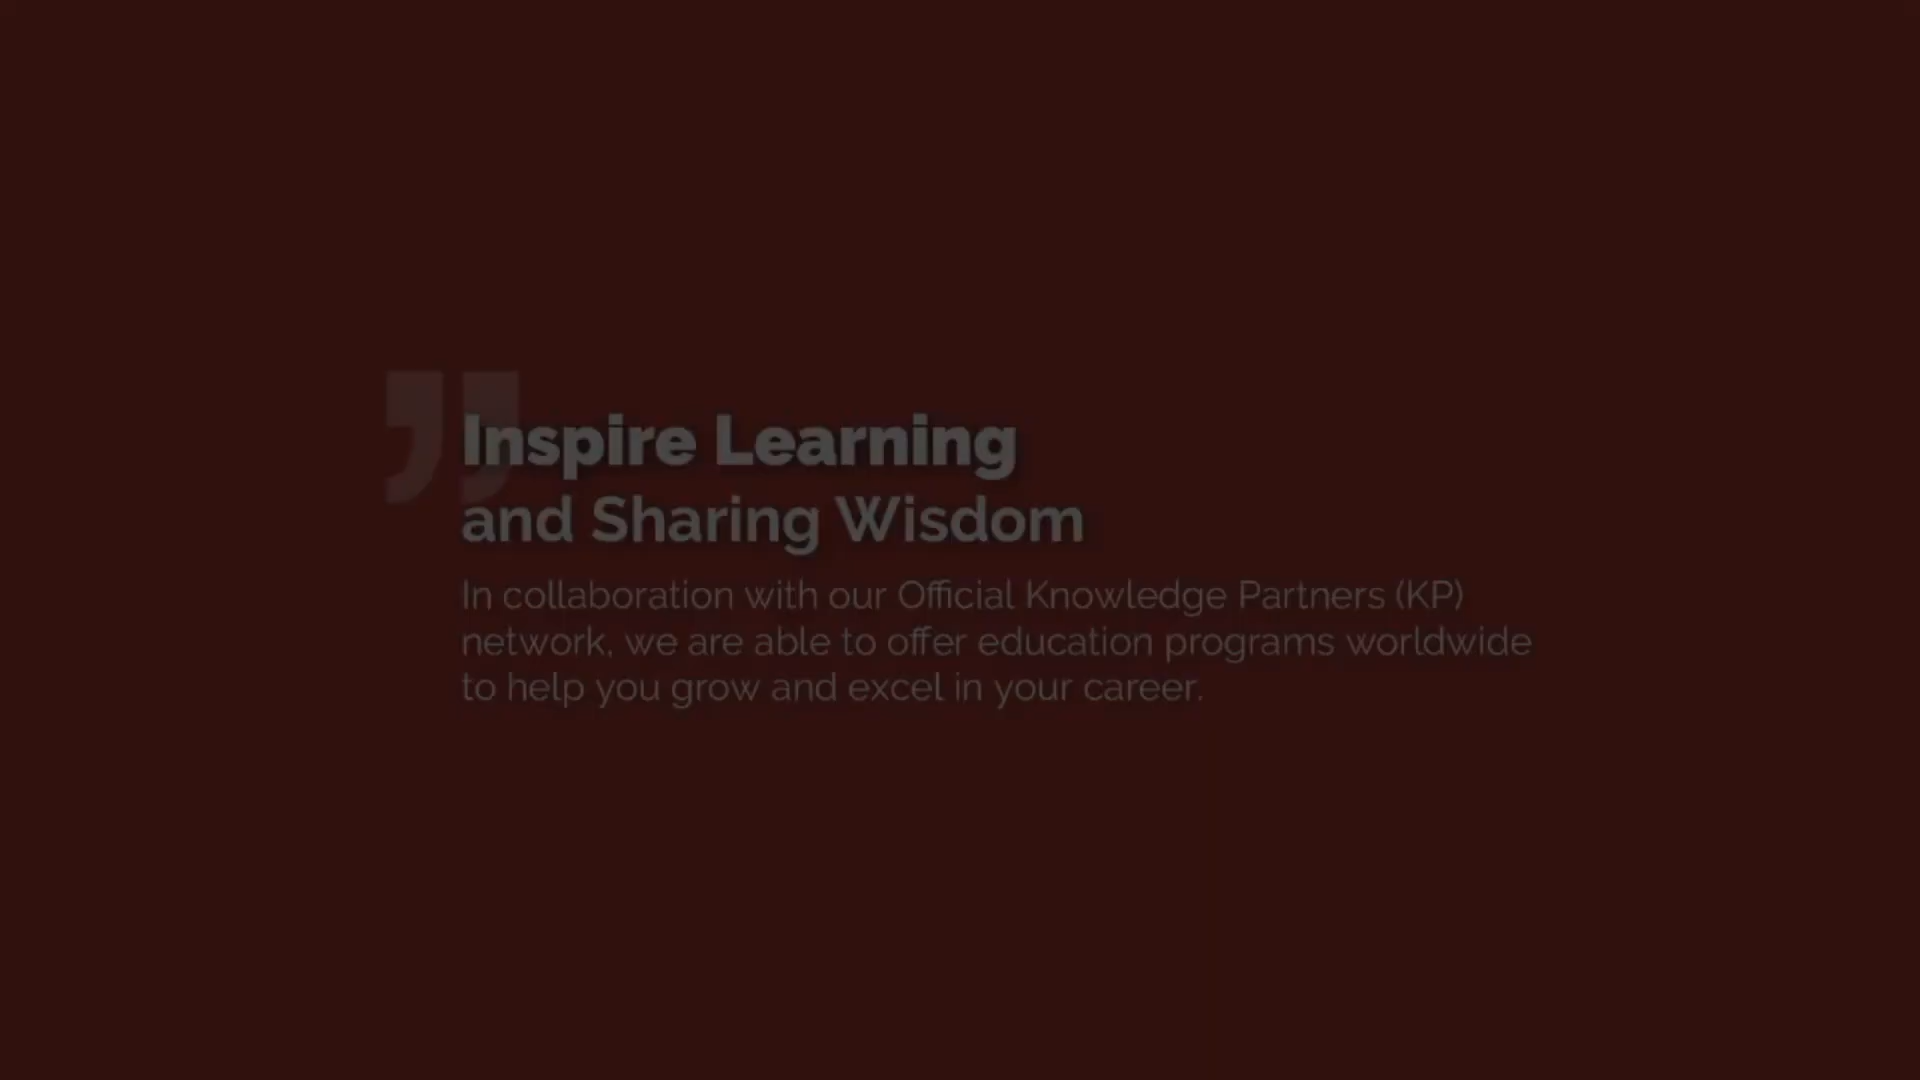 Inspire Learning
and Sharing Wisdom
In collaboration with our Official Knowledge Partners (KP)
network, we are able to offer education programs worldwide
to help you grow and excel in your career.